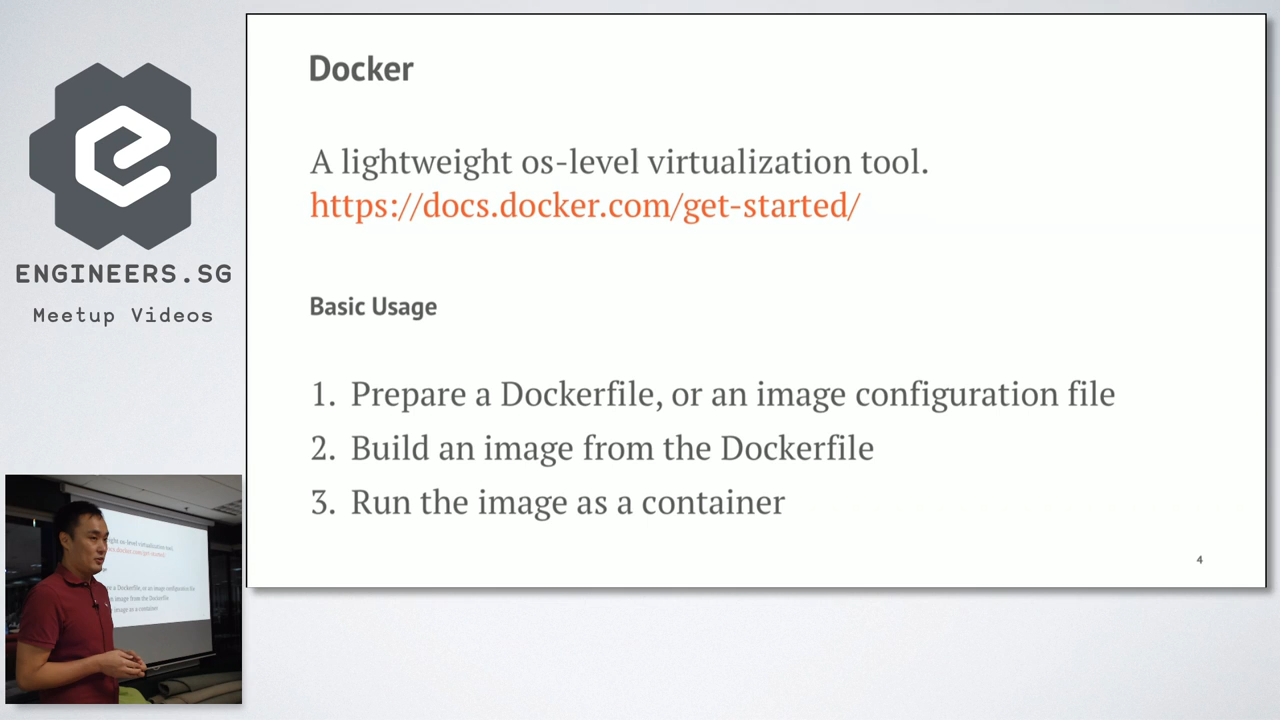 ENGINEERS.SG
Meetup Videos
Docker
A lightweight os-level virtualization tool.
https://docs.docker.com/get-started/
Basic Usage
1. Prepare a Dockerfile, or an image configuration file
2. Build an image from the Dockerfile
3. Run the image as a container
4